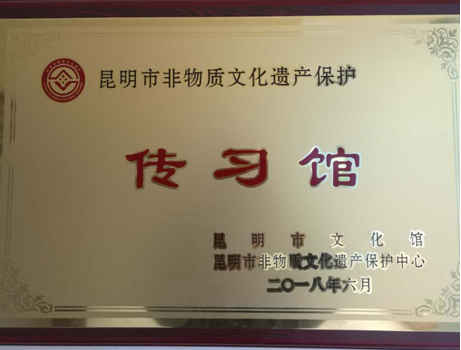 昆明市非物质文化遗产保护
传习馆
昆明市文化馆
昆明市非物质文化遗产保护中心
二〇一八年六月